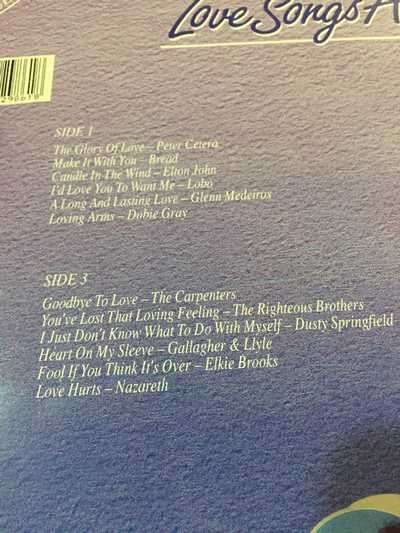 Love Songs A
298618
SIDE 1
The Glory Of Love – Peter Cetera
Make It With You – Bread
Candle In The Wind – Elton John
I'd Love You To Want Me – Lobo
A Long And Lasting Love – Glenn Medeiros
Loving Arms – Dobie Gray
SIDE 3
Goodbye To Love – The Carpenters
You've Lost That Loving Feeling – The Righteous Brothers
I Just Don't Know What To Do With Myself – Dusty Springfield
Heart On My Sleeve – Gallagher & Llyle
Fool If You Think It's Over – Elkie Brooks
Love Hurts – Nazareth